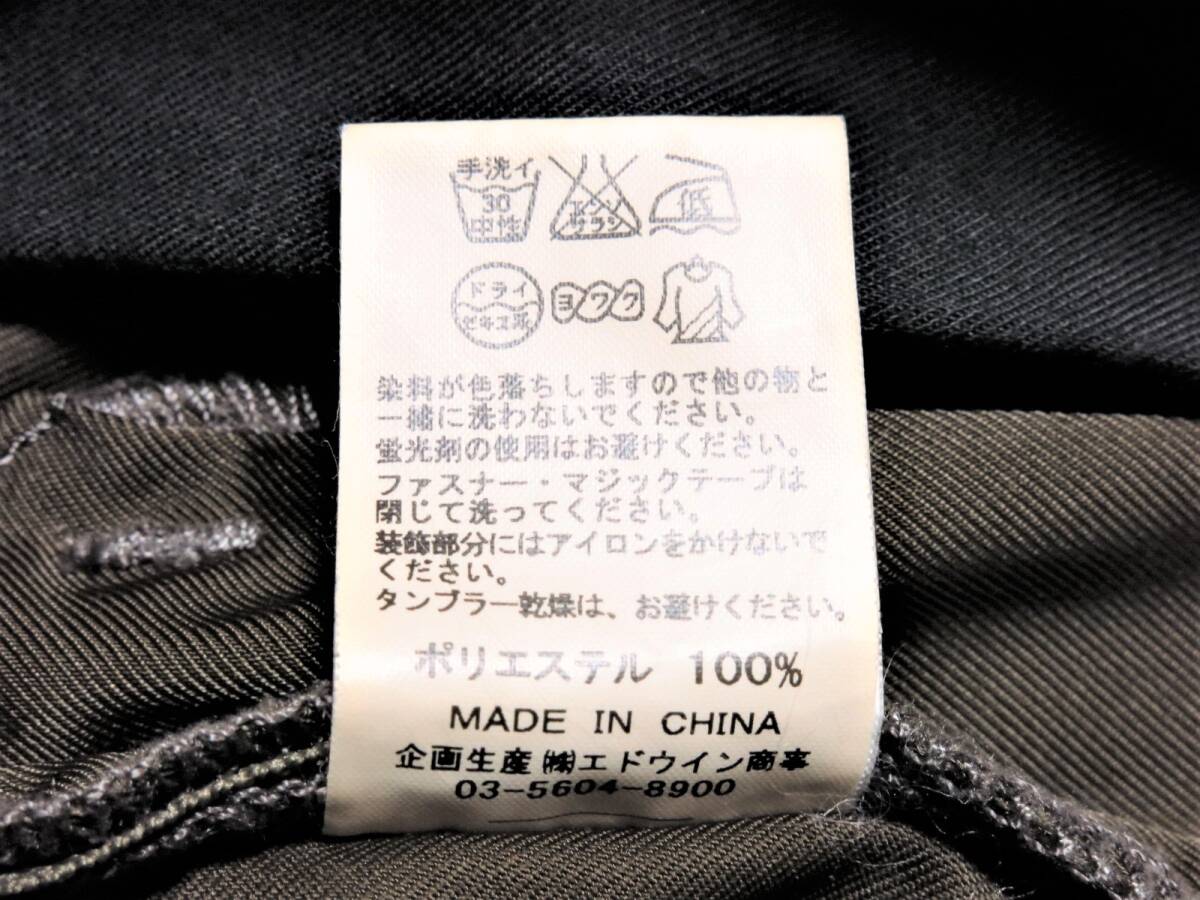 手洗イ
30
中性
エンソ
サラシ
低
ドライ
セキユ系
ヨワク
染料が色落ちしますので他の物と
一緒に洗わないでください。
蛍光剤の使用はお避けください。
ファスナー・マジックテープは
閉じて洗ってください。
装飾部分にはアイロンをかけないで
ください。
タンブラー乾燥は、お避けください。
ポリエステル 100%
MADE IN CHINA
企画生産㈱エドウイン商事
03-5604-8900